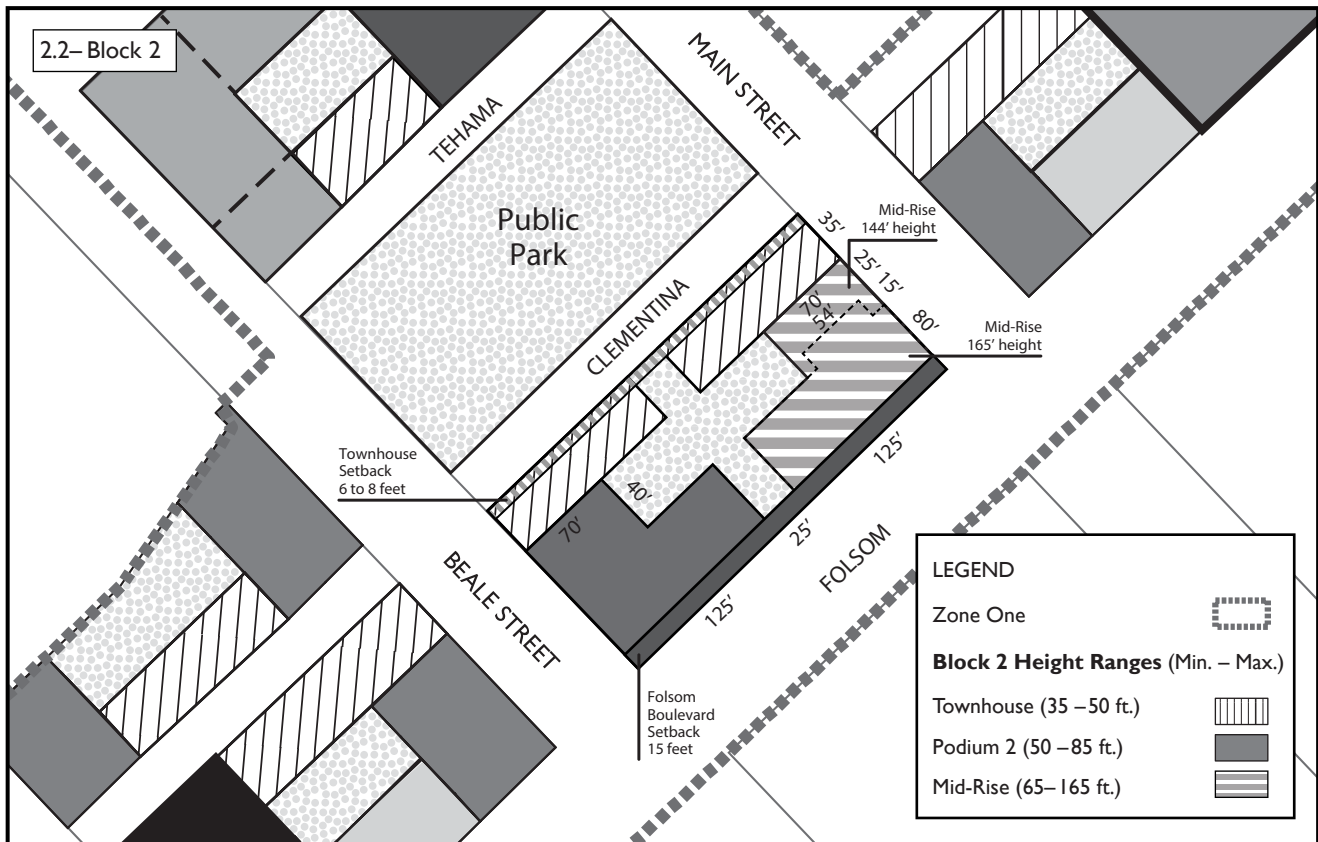 2.2– Block 2
MAIN STREET
TEHAMA
Public
Park
35’
Mid-Rise
144’ height
25’
15’
80’
Mid-Rise
165’ height
CLEMENTINA
70’
54’
Townhouse
Setback
6 to 8 feet
40’
70’
125’
25’
125’
FOLSOM
BEALE STREET
Folsom
Boulevard
Setback
15 feet
LEGEND
Zone One
Block 2 Height Ranges (Min. – Max.)
Townhouse (35 –50 ft.)
Podium 2 (50 –85 ft.)
Mid-Rise (65–165 ft.)